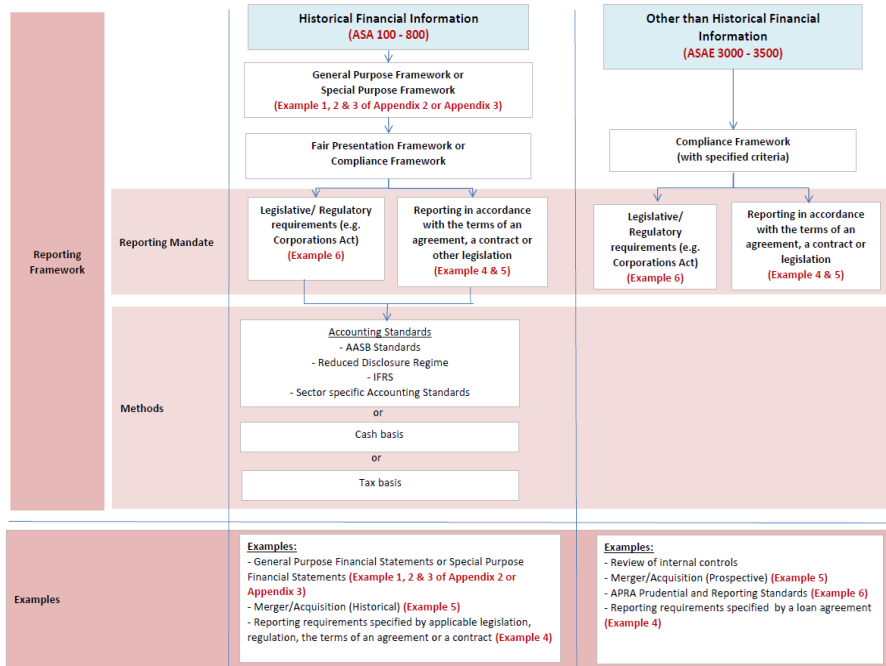 Historical Financial Information
(ASA 100 - 800)
Other than Historical Financial
Information
(ASAE 3000 - 3500)
General Purpose Framework or
Special Purpose Framework
(Example 1, 2 & 3 of Appendix 2 or Appendix 3)
Fair Presentation Framework or
Compliance Framework
Compliance Framework
(with specified criteria)
Reporting
Framework
Reporting Mandate
Legislative/ Regulatory
requirements (e.g.
Corporations Act)
(Example 6)
Reporting in accordance
with the terms of an
agreement, a contract or
other legislation
(Example 4 & 5)
Legislative/
Regulatory
requirements (e.g.
Corporations Act)
(Example 6)
Reporting in accordance
with the terms of an
agreement, a contract or
legislation
(Example 4 & 5)
Methods
Accounting Standards
- AASB Standards
- Reduced Disclosure Regime
- IFRS
- Sector specific Accounting Standards
or
Cash basis
or
Tax basis
Examples
Examples:
- General Purpose Financial Statements or Special Purpose
Financial Statements (Example 1, 2 & 3 of Appendix 2 or
Appendix 3)
- Merger/Acquisition (Historical) (Example 5)
- Reporting requirements specified by applicable legislation,
regulation, the terms of an agreement or a contract (Example 4)
Examples:
- Review of internal controls
- Merger/Acquisition (Prospective) (Example 5)
- APRA Prudential and Reporting Standards (Example 6)
- Reporting requirements specified by a loan agreement
(Example 4)